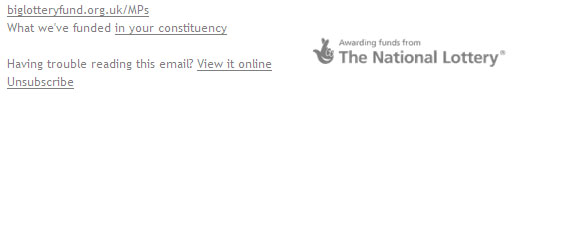 biglotteryfund.org.uk/MPs
What we've funded in your constituency
Having trouble reading this email? View it online
Unsubscribe
Awarding funds from
The National Lottery®